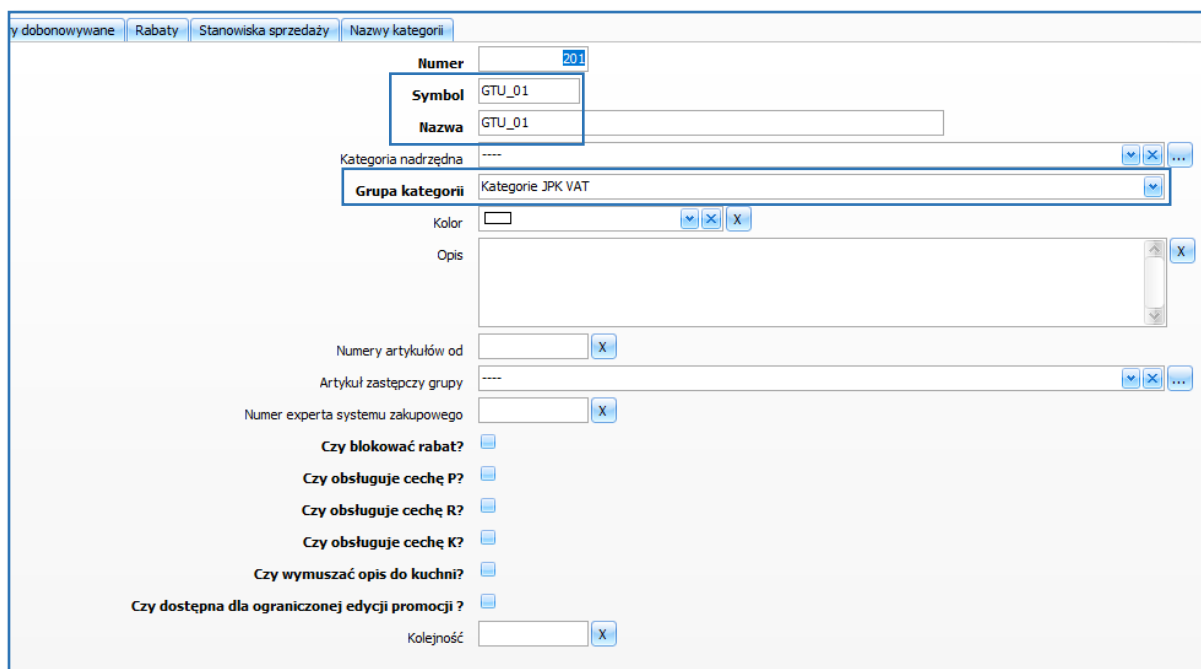 y dobonowywane Rabaty Stanowiska sprzedaży Nazwy kategorii
Numer 201
Symbol GTU_01
Nazwa GTU_01
Kategoria nadrzędna ---- ...
Grupa kategorii Kategorie JPK VAT
Kolor X
Opis X
Numery artykułów od X
Artykuł zastępczy grupy ---- ...
Numer experta systemu zakupowego X
Czy blokować rabat?
Czy obsługuje cechę P?
Czy obsługuje cechę R?
Czy obsługuje cechę K?
Czy wymuszać opis do kuchni?
Czy dostępna dla ograniczonej edycji promocji ?
Kolejność X